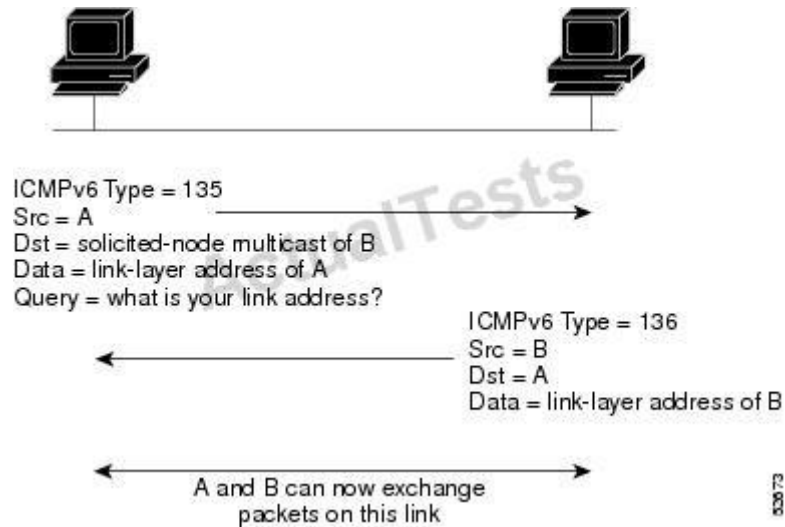 ICMPv6 Type = 135
Src = A
Dst = solicited-node multicast of B
Data = link-layer address of A
Query = what is your link address?
ActualTests
ICMPv6 Type = 136
Src = B
Dst = A
Data = link-layer address of B
A and B can now exchange
packets on this link
52673